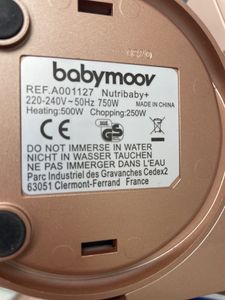 babymoov
REF.A001127 Nutribaby+
220-240V~50Hz 750W MADE IN CHINA
Heating:500W Chopping:250W
CE GS
DO NOT IMMERSE IN WATER
NICHT IN WASSER TAUCHEN
NE PAS IMMERGER DANS L'EAU
Parc Industriel des Gravanches Cedex2
63051 Clermont-Ferrand France